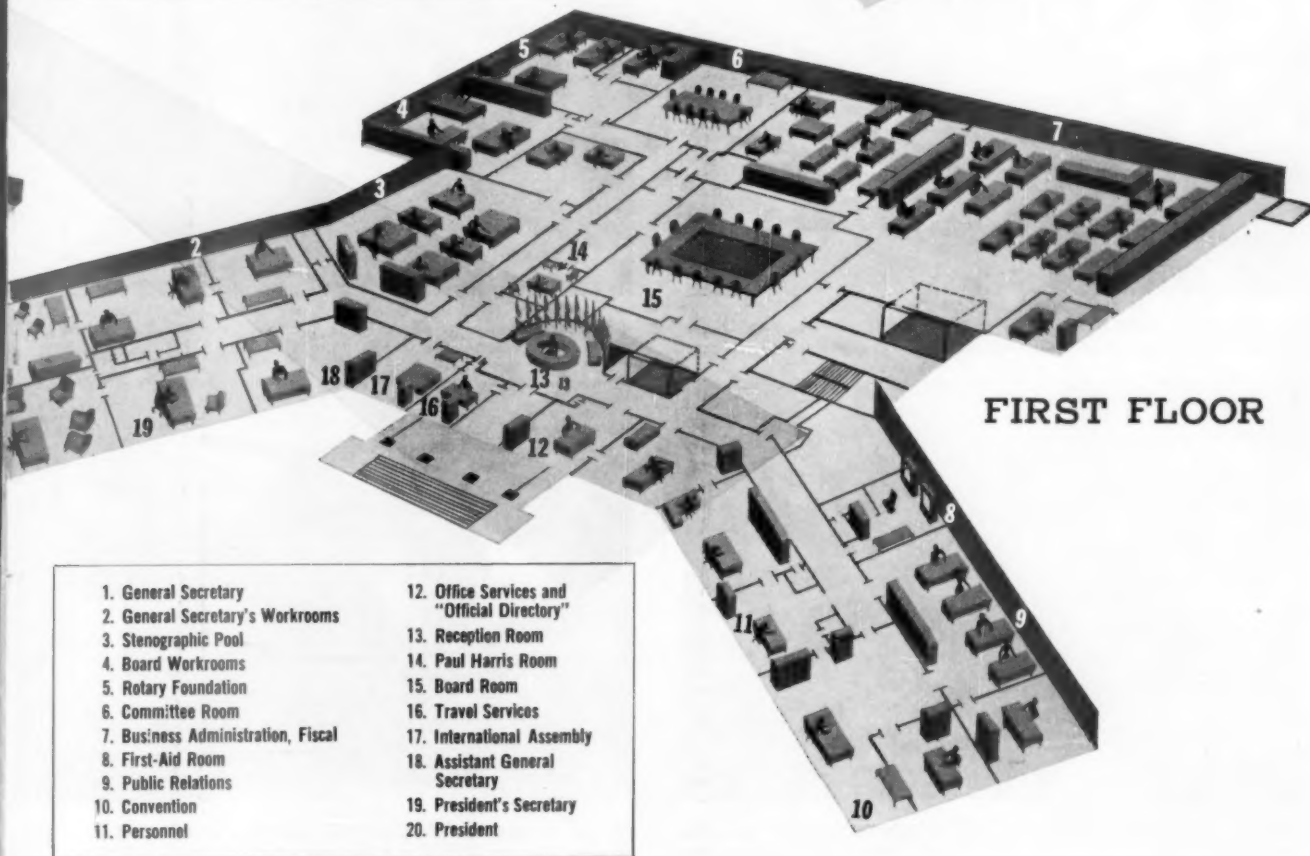 5
6
4
7
3
2
14
15
13
18
17
16
12
19
FIRST FLOOR
8
9
11
10
1. General Secretary
2. General Secretary's Workrooms
3. Stenographic Pool
4. Board Workrooms
5. Rotary Foundation
6. Committee Room
7. Business Administration, Fiscal
8. First-Aid Room
9. Public Relations
10. Convention
11. Personnel
12. Office Services and
"Official Directory"
13. Reception Room
14. Paul Harris Room
15. Board Room
16. Travel Services
17. International Assembly
18. Assistant General
Secretary
19. President's Secretary
20. President